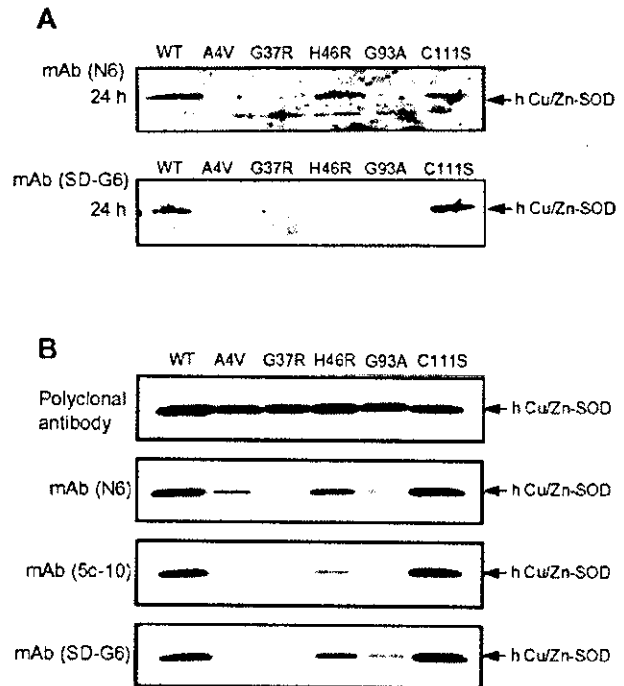 A
WT A4V G37R H46R G93A C111S
mAb (N6)
24 h
h Cu/Zn-SOD
WT A4V G37R H46R G93A C111S
mAb (SD-G6)
24 h
h Cu/Zn-SOD
B
WT A4V G37R H46R G93A C111S
Polyclonal
antibody
h Cu/Zn-SOD
mAb (N6)
h Cu/Zn-SOD
mAb (5c-10)
h Cu/Zn-SOD
mAb (SD-G6)
h Cu/Zn-SOD